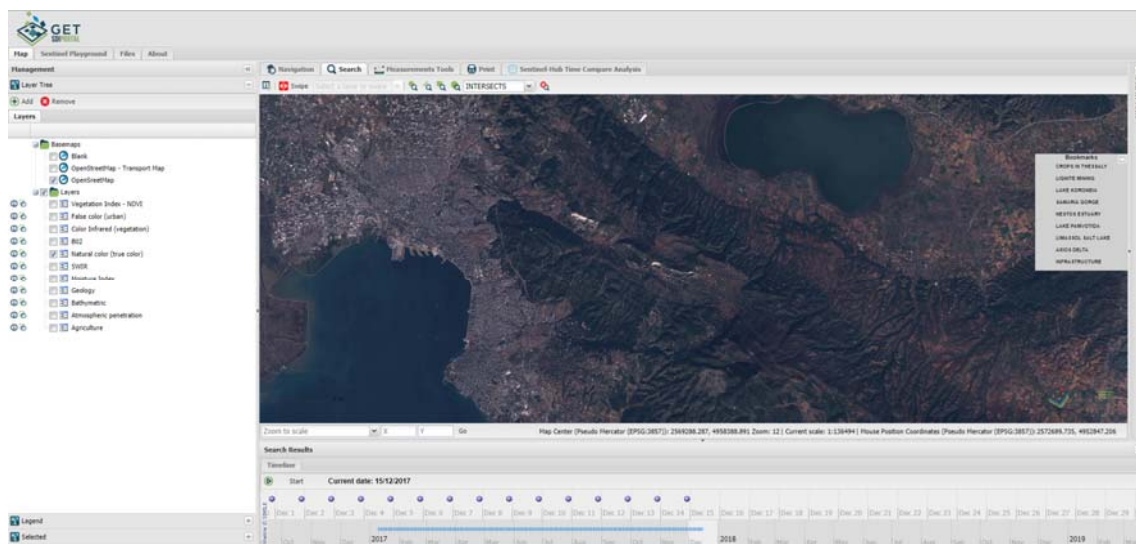 GET
SDI PORTAL
Map Sentinel Playground Files About
Management
Layer Tree
Add Remove
Layers
Basemaps
Blank
OpenStreetMap - Transport Map
OpenSreetMap
Layers
Vegetation Index - NDVI
False color (urban)
Color Infrared (vegetation)
B02
Natural color (true color)
SWIR
Moisture Index
Geology
Bathymetric
Atmospheric penetration
Agriculture
Legend
Selected
Navigation Search Measurements Tools Print Sentinel-Hub Time Compare Analysis
Swipe Select a layer to swipe INTERSECTS
Bookmarks
CROPS IN THESSALY
LIGNITE MINING
LAKE KORONEIA
SAMARIA GORGE
NESTOS ESTUARY
LAKE PAMVOTIDA
LIMASSOL SALT LAKE
AXIOS DELTA
INFRASTRUCTURE
Zoom to scale X Y Go Map Center (Pseudo Mercator (EPSG:3857)): 2569288.287, 4958388.891 Zoom: 12 | Current scale: 1:136494 | Mouse Position Coordinates (Pseudo Mercator (EPSG:3857)): 2572689.735, 4952847.206
Search Results
Timeline
Start Current date: 15/12/2017
Dec 1 Dec 2 Dec 3 Dec 4 Dec 5 Dec 6 Dec 7 Dec 8 Dec 9 Dec 10 Dec 11 Dec 12 Dec 13 Dec 14 Dec 15 Dec 16 Dec 17 Dec 18 Dec 19 Dec 20 Dec 21 Dec 22 Dec 23 Dec 24 Dec 25 Dec 26 Dec 27 Dec 28 Dec 29
2017 2018 2019